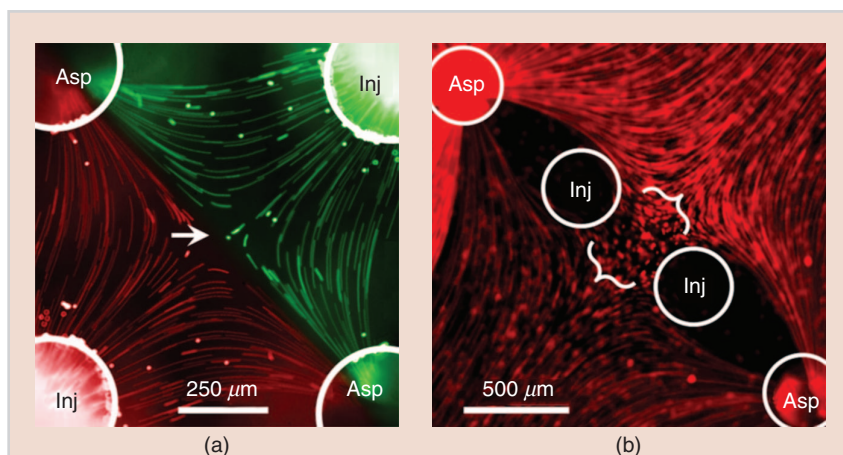 Asp
Inj
Inj
250 μm
Asp
(a)
Asp
Inj
Inj
500 μm
Asp
(b)